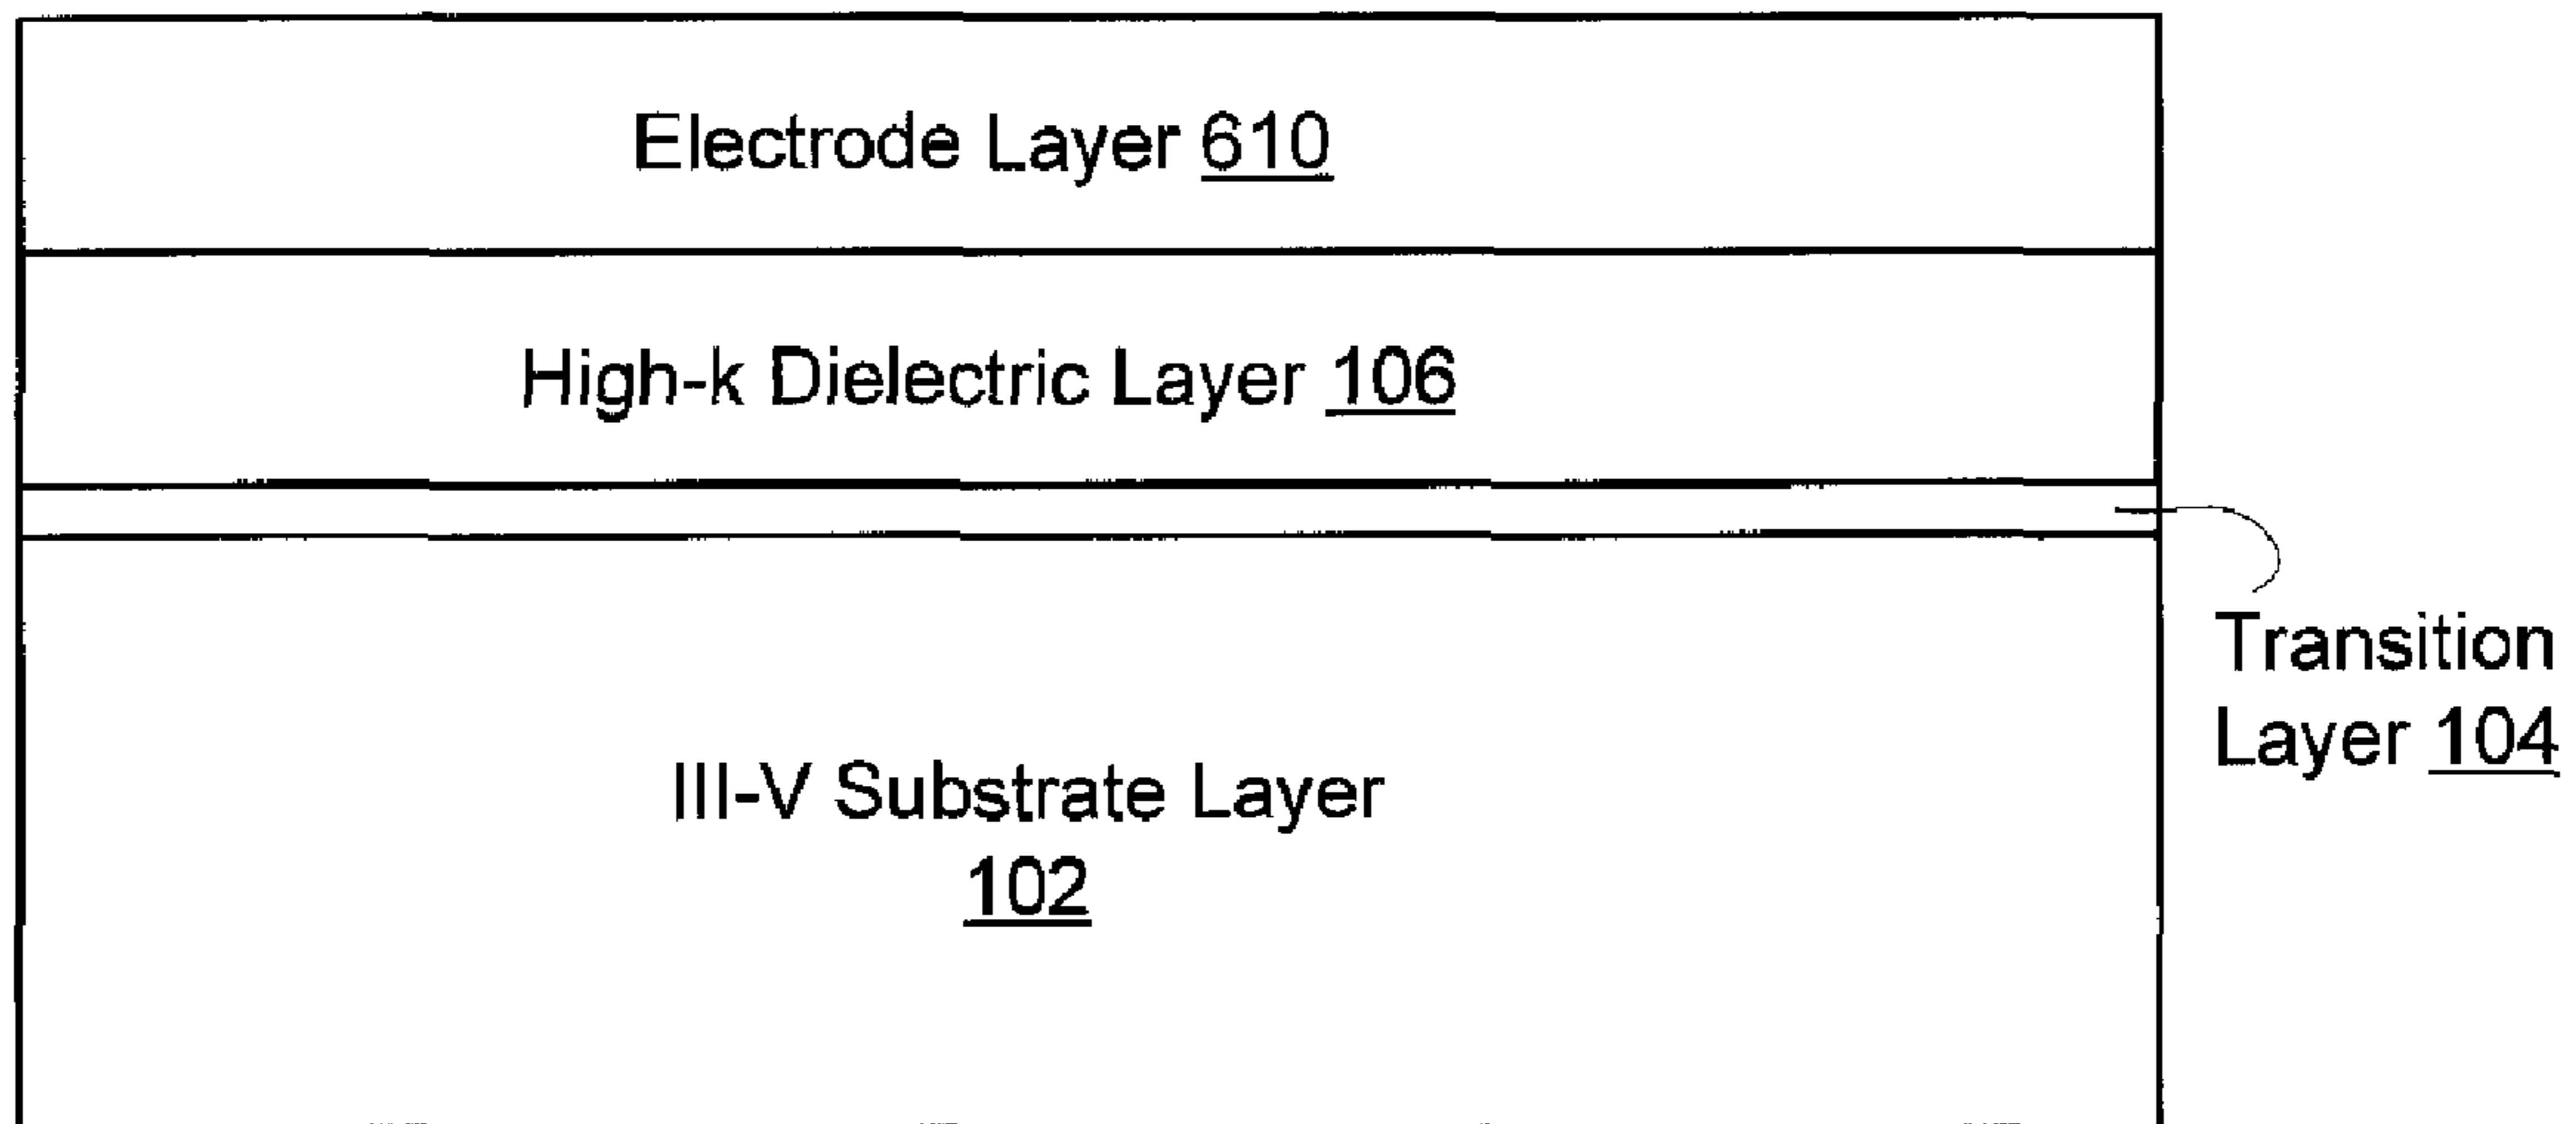 Electrode Layer 610
High-k Dielectric Layer 106
Transition
Layer 104
III-V Substrate Layer
102